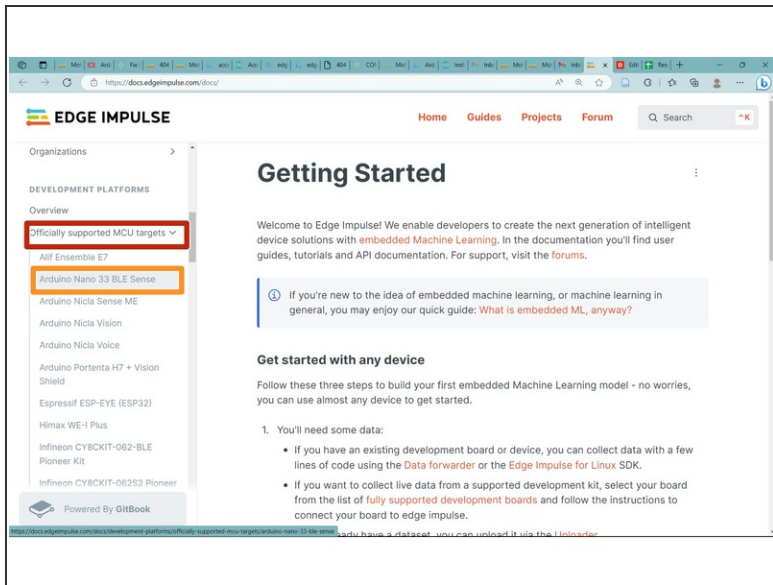 https://docs.edgeimpulse.com/docs/
EDGE IMPULSE
Home Guides Projects Forum Search ^K
Organizations
DEVELOPMENT PLATFORMS
Overview
Officially supported MCU targets
Alif Ensemble E7
Arduino Nano 33 BLE Sense
Arduino Nicla Sense ME
Arduino Nicla Vision
Arduino Nicla Voice
Arduino Portenta H7 + Vision
Shield
Espressif ESP-EYE (ESP32)
Himax WE-I Plus
Infineon CY8CKIT-062-BLE
Pioneer Kit
Infineon CY8CKIT-062S2 Pioneer
Powered By GitBook
https://docs.edgeimpulse.com/docs/development-platforms/officially-supported-mcu-targets/arduino-nano-33-ble-sense
Getting Started
Welcome to Edge Impulse! We enable developers to create the next generation of intelligent
device solutions with embedded Machine Learning. In the documentation you'll find user
guides, tutorials and API documentation. For support, visit the forums.
If you're new to the idea of embedded machine learning, or machine learning in
general, you may enjoy our quick guide: What is embedded ML, anyway?
Get started with any device
Follow these three steps to build your first embedded Machine Learning model - no worries,
you can use almost any device to get started.
1. You'll need some data:
• If you have an existing development board or device, you can collect data with a few
lines of code using the Data forwarder or the Edge Impulse for Linux SDK.
• If you want to collect live data from a supported development kit, select your board
from the list of fully supported development boards and follow the instructions to
connect your board to edge impulse.
have a dataset, you can upload it via the Uploader